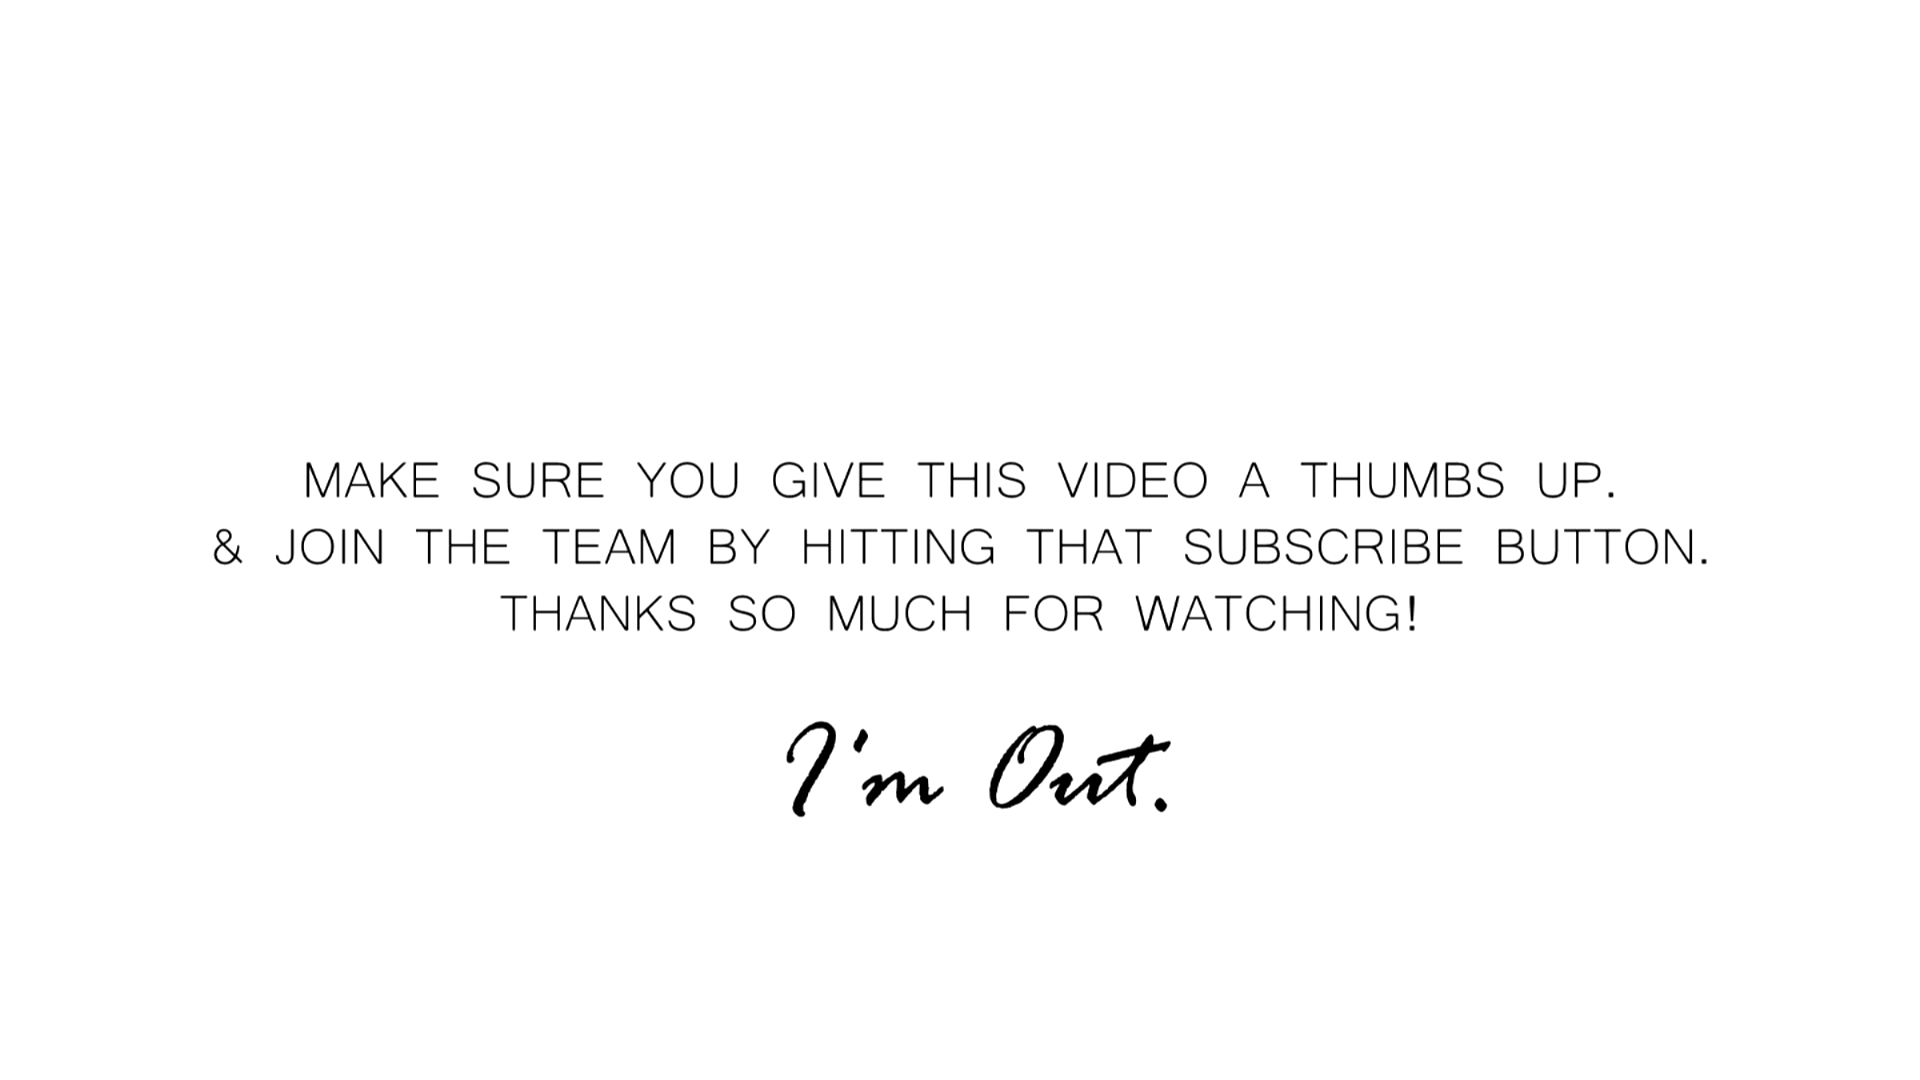 MAKE SURE YOU GIVE THIS VIDEO A THUMBS UP.
& JOIN THE TEAM BY HITTING THAT SUBSCRIBE BUTTON.
THANKS SO MUCH FOR WATCHING!
I'm Out.